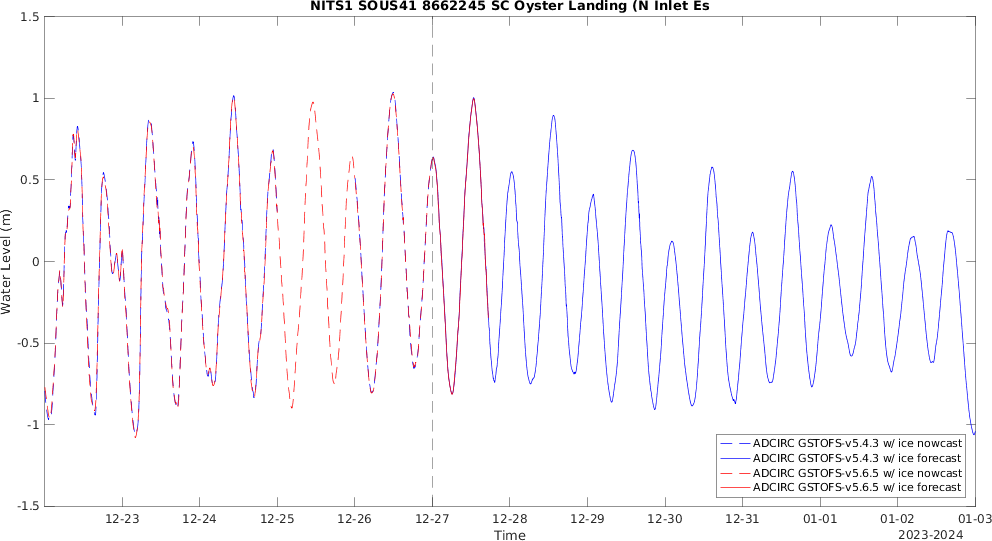 NITS1 SOUS41 8662245 SC Oyster Landing (N Inlet Es
1.5
1
0.5
0
-0.5
-1
-1.5
Water Level (m)
12-23 12-24 12-25 12-26 12-27 12-28 12-29 12-30 12-31 01-01 01-02 01-03
Time
2023-2024
ADCIRC GSTOFS-v5.4.3 w/ ice nowcast
ADCIRC GSTOFS-v5.4.3 w/ ice forecast
ADCIRC GSTOFS-v5.6.5 w/ ice nowcast
ADCIRC GSTOFS-v5.6.5 w/ ice forecast